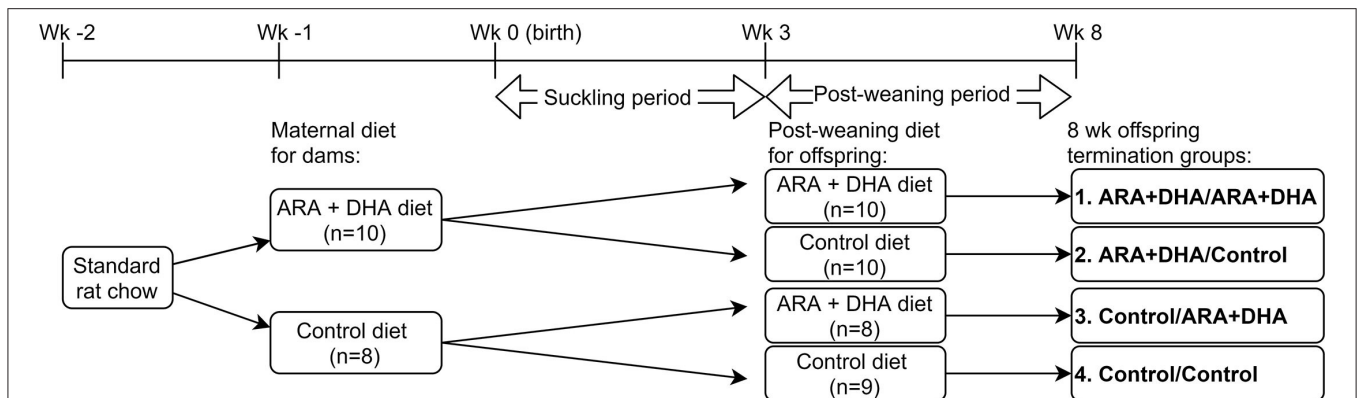 Wk -2
Wk -1
Wk 0 (birth)
Wk 3
Wk 8
Suckling period
Post-weaning period
Maternal diet
for dams:
Post-weaning diet
for offspring:
8 wk offspring
termination groups:
Standard
rat chow
ARA + DHA diet
(n=10)
Control diet
(n=8)
ARA + DHA diet
(n=10)
Control diet
(n=10)
ARA + DHA diet
(n=8)
Control diet
(n=9)
1. ARA+DHA/ARA+DHA
2. ARA+DHA/Control
3. Control/ARA+DHA
4. Control/Control